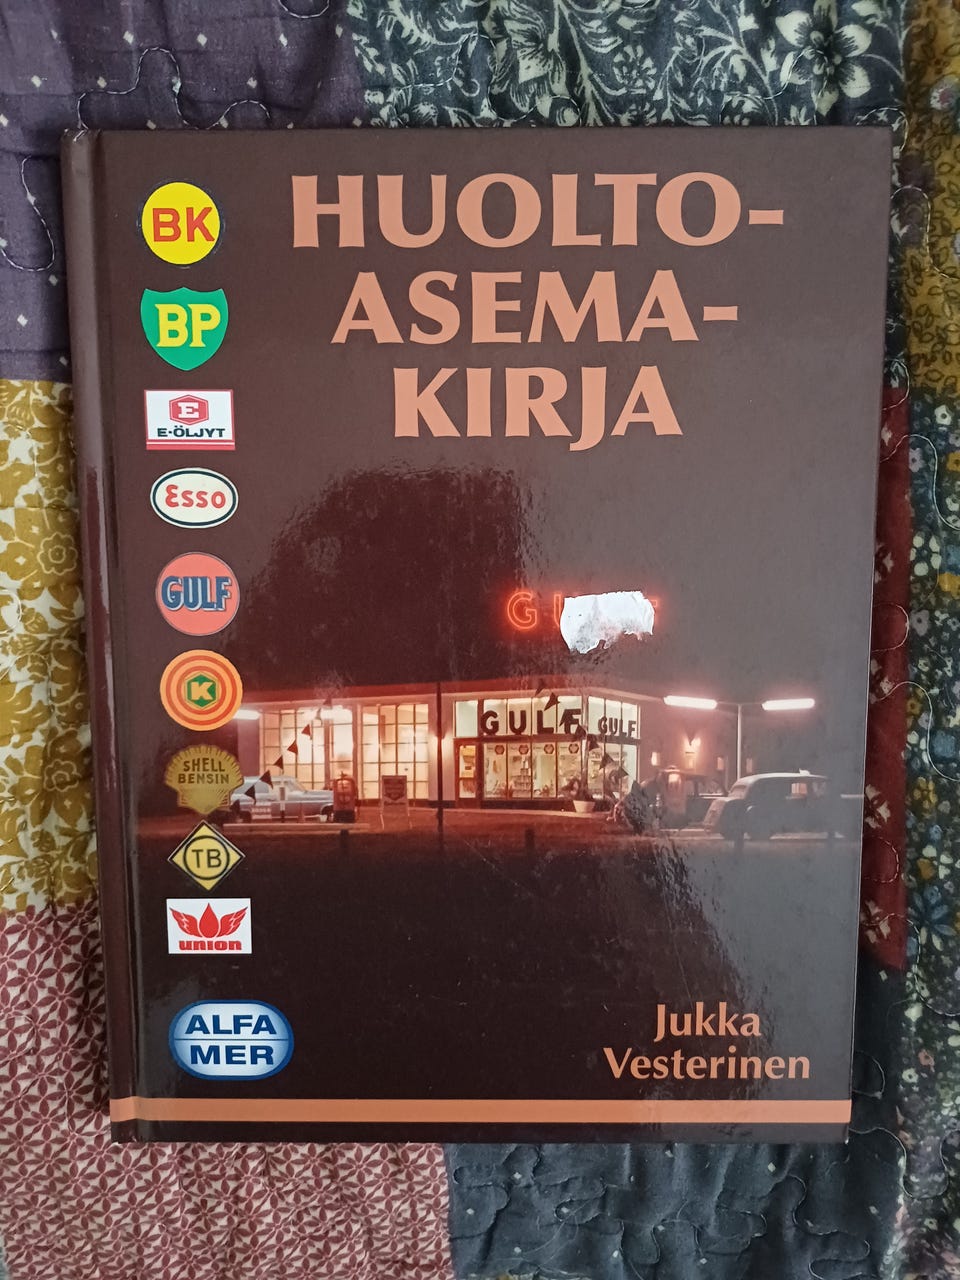 HUOLTO-
ASEMA-
KIRJA
BK
BP
E
E-ÖLJYT
Esso
GULF
K
SHELL
BENSIN
TB
union
GULF GULF
Jukka
Vesterinen
ALFA
MER